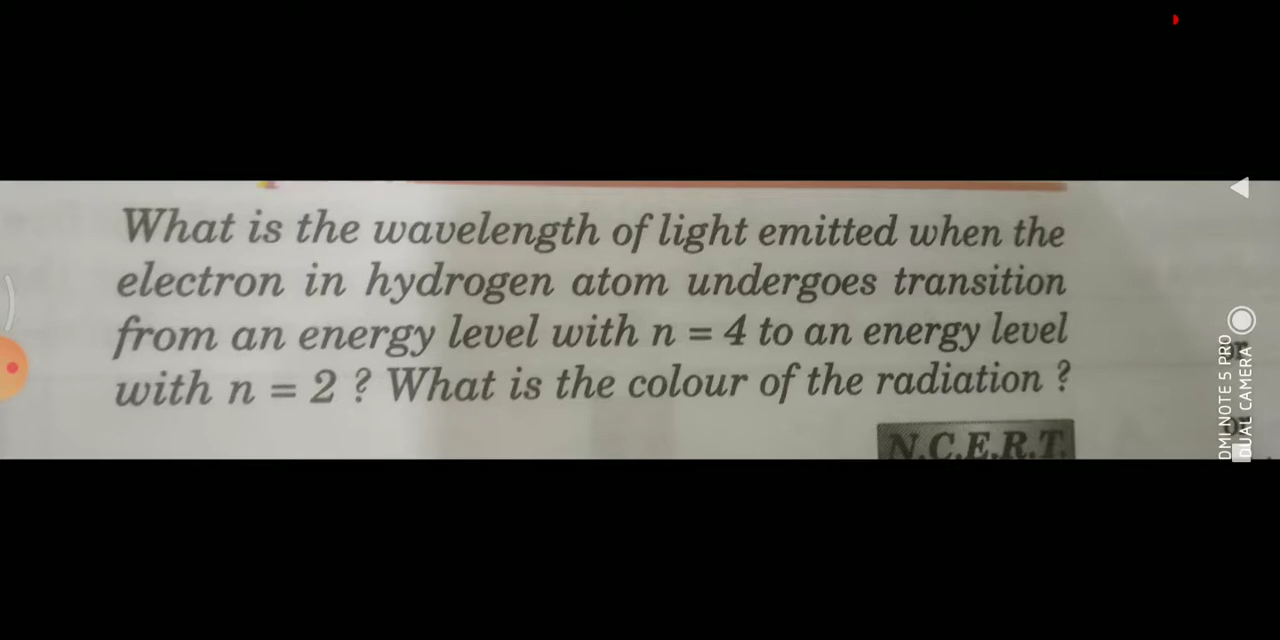 What is the wavelength of light emitted when the
electron in hydrogen atom undergoes transition
from an energy level with n = 4 to an energy level
with n = 2 ? What is the colour of the radiation ?
N.C.E.R.T.
DMI NOTE 5 PRO
DUAL CAMERA